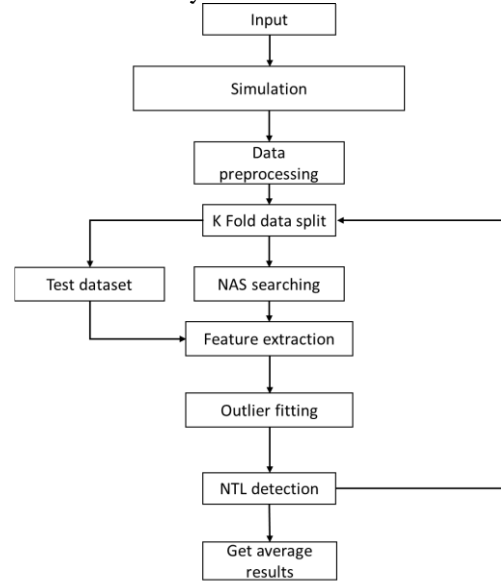 Input
Simulation
Data
preprocessing
K Fold data split
Test dataset
NAS searching
Feature extraction
Outlier fitting
NTL detection
Get average
results